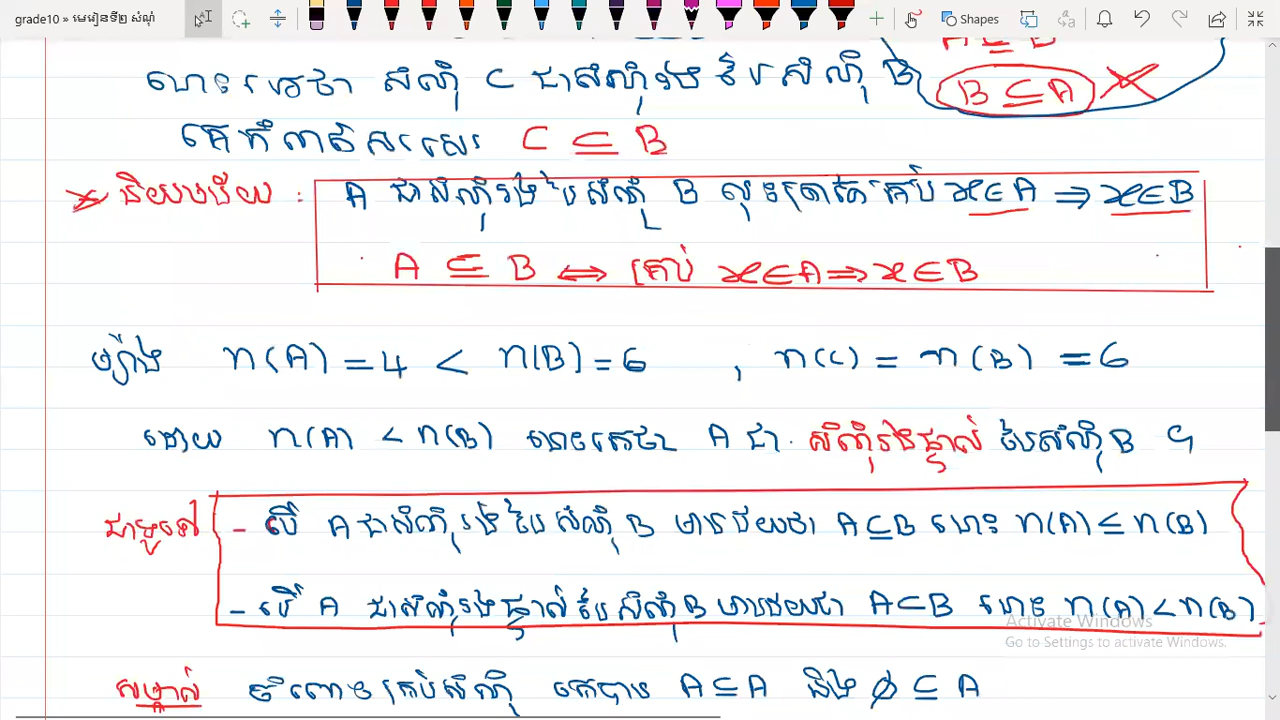 grade10 » មេរៀនទី២ សំណុំ
Shapes
A ⊆ B
ហើយគេថា សំណុំ C ជាសំណុំរង នៃ សំណុំ B
B ⊆ A
គេកំណត់សរសេរ C ⊆ B
និយមន័យ :
A ជាសំណុំរង នៃ សំណុំ B លុះត្រាតែ គ្រប់ x∈A ⇒ x∈B
A ⊆ B ⇔ គ្រប់ x∈A ⇒ x∈B
ម្យ៉ាង n(A) = 4 < n(B) = 6 , n(C) = n(B) = 6
ដោយ n(A) < n(B) នោះគេថា A ជា សំណុំរងផ្ទាល់ នៃសំណុំ B ។
ជាទូទៅ
- បើ A ជាសំណុំរង នៃ សំណុំ B មានន័យថា A⊆B នោះ n(A) ≤ n(B)
- បើ A ជាសំណុំរងផ្ទាល់ នៃ សំណុំ B មានន័យថា A⊂B នោះ n(A) < n(B)
Activate Windows
Go to Settings to activate Windows.
សម្គាល់ ចំពោះគ្រប់សំណុំ គេបាន A⊆A និង ø ⊆ A